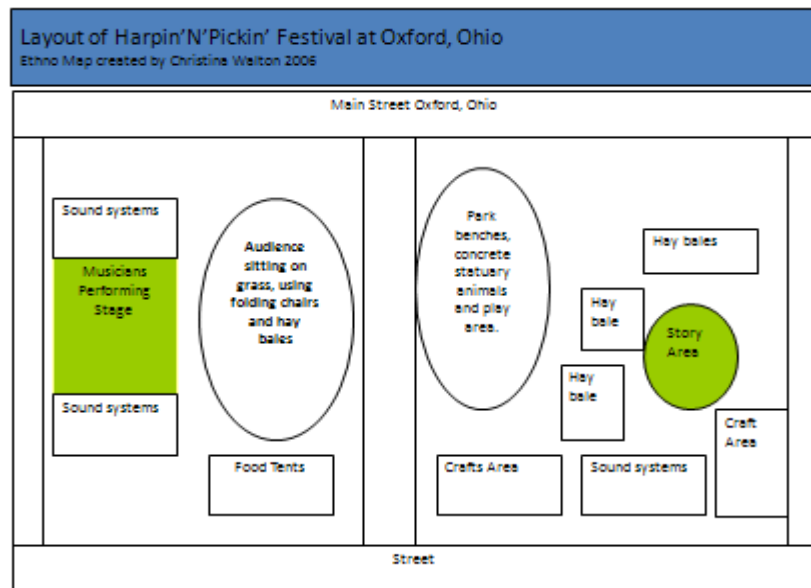 Layout of Harpin'N'Pickin' Festival at Oxford, Ohio
Ethno Map created by Christina Walton 2006
Main Street Oxford, Ohio
Sound systems
Musicians
Performing
Stage
Sound systems
Audience
sitting on
grass, using
folding chairs
and hay
bales
Food Tents
Park
benches,
concrete
statuary
animals
and play
area.
Hay bales
Hay
bale
Story
Area
Hay
bale
Craft
Area
Crafts Area
Sound systems
Street